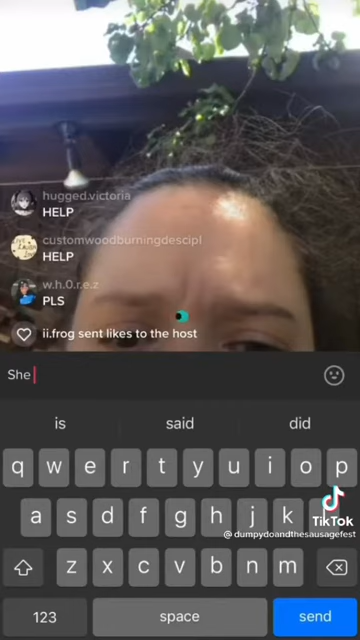 hugged.victoria
HELP
customwoodburningdescipl
HELP
w.h.0.r.e.z
PLS
ii.frog sent likes to the host
She
is said did
q w e r t y u i o p
a s d f g h j k
TikTok
@dumpydoandthesausagefest
z x c v b n m
123 space send